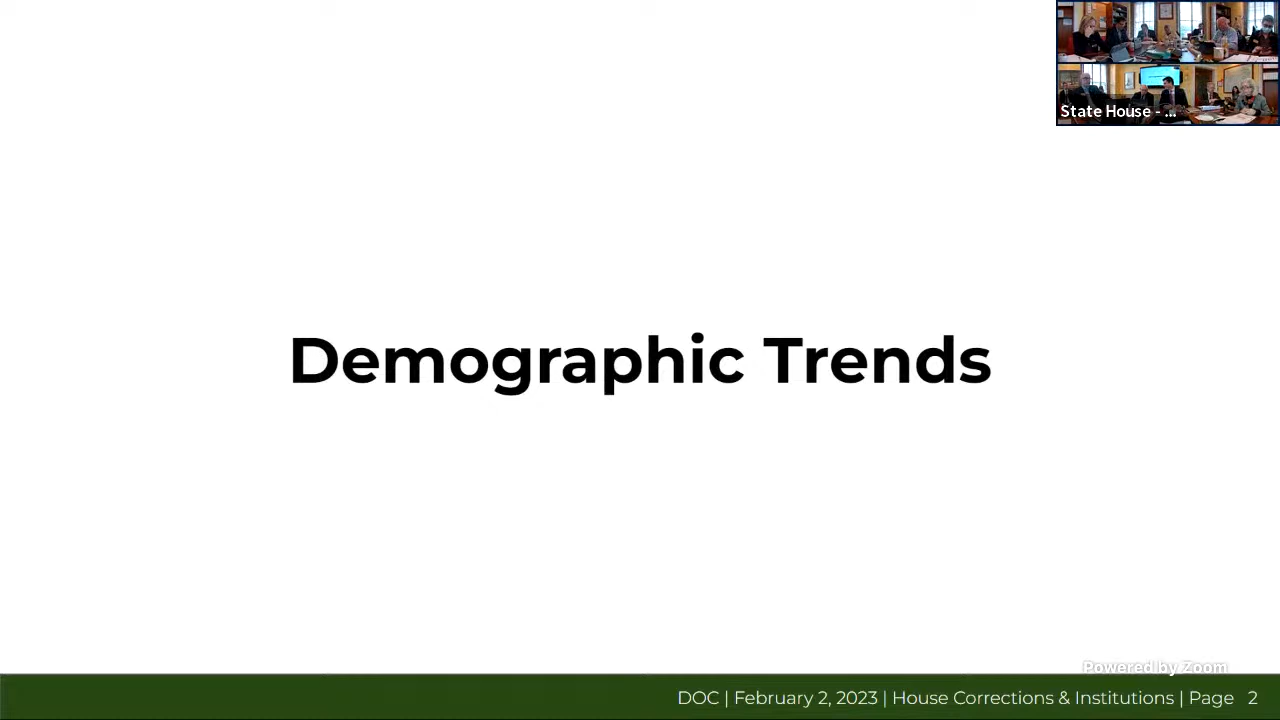 State House - ...
Demographic Trends
Powered by Zoom
DOC | February 2, 2023 | House Corrections & Institutions | Page 2